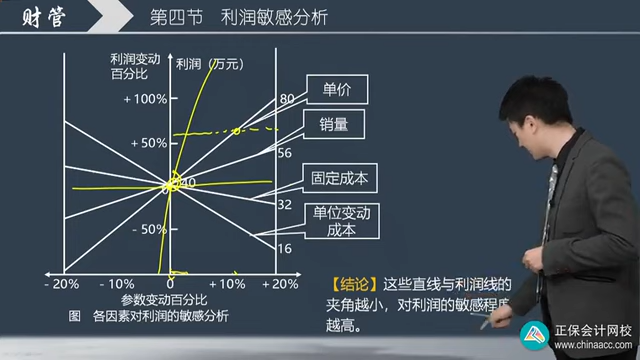 财管
第四节 利润敏感分析
利润变动
百分比
利润（万元）
+100%
80
单价
+50%
销量
56
0
40
固定成本
32
-50%
单位变动
成本
16
-20%
-10%
0
+10%
+20%
参数变动百分比
图 各因素对利润的敏感分析
【结论】这些直线与利润线的
夹角越小，对利润的敏感程度
越高。
正保会计网校
www.chinaacc.com